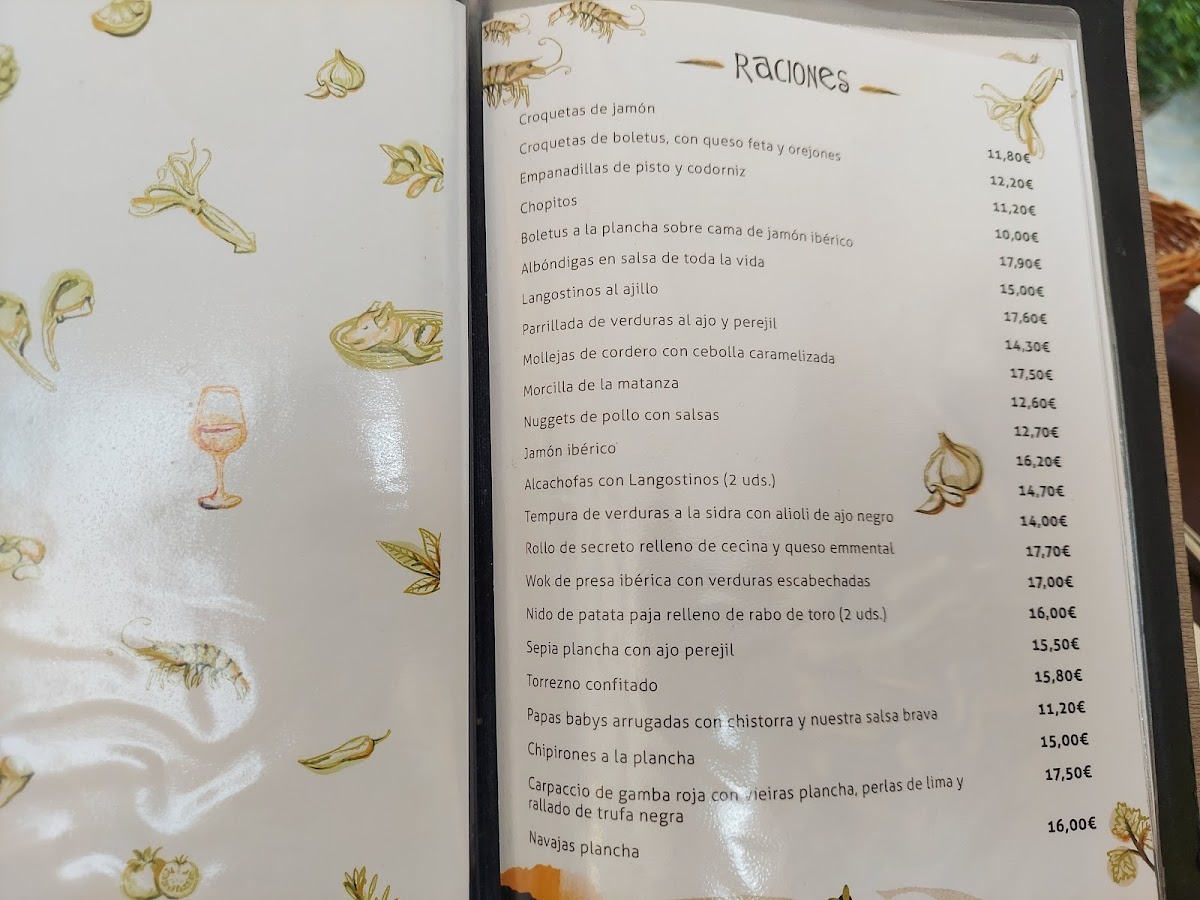 Raciones
Croquetas de jamón 11,80€
Croquetas de boletus, con queso feta y orejones 12,20€
Empanadillas de pisto y codorniz 11,20€
Chopitos 10,00€
Boletus a la plancha sobre cama de jamón ibérico 17,90€
Albóndigas en salsa de toda la vida 15,00€
Langostinos al ajillo 17,60€
Parrillada de verduras al ajo y perejil 14,30€
Mollejas de cordero con cebolla caramelizada 17,50€
Morcilla de la matanza 12,60€
Nuggets de pollo con salsas 12,70€
Jamón ibérico 16,20€
Alcachofas con Langostinos (2 uds.) 14,70€
Tempura de verduras a la sidra con alioli de ajo negro 14,00€
Rollo de secreto relleno de cecina y queso emmental 17,70€
Wok de presa ibérica con verduras escabechadas 17,00€
Nido de patata paja relleno de rabo de toro (2 uds.) 16,00€
Sepia plancha con ajo perejil 15,50€
Torrezno confitado 15,80€
Papas babys arrugadas con chistorra y nuestra salsa brava 11,20€
Chipirones a la plancha 15,00€
Carpaccio de gamba roja con vieiras plancha, perlas de lima y 17,50€
rallado de trufa negra
Navajas plancha 16,00€